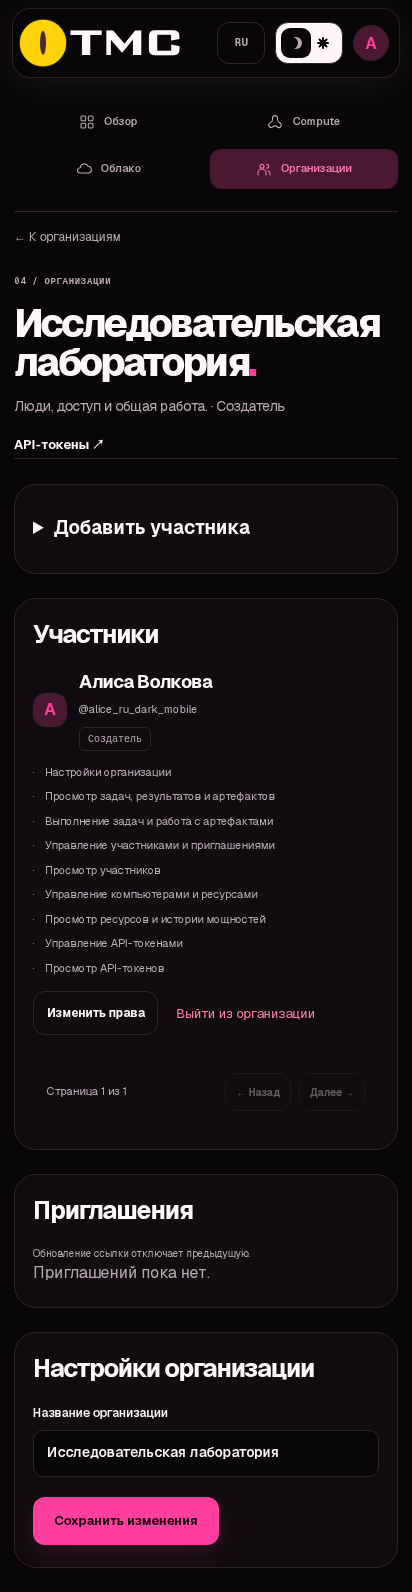 TMC
RU
A
Обзор
Compute
Облако
Организации
← К организациям
04 / ОРГАНИЗАЦИИ
Исследовательская
лаборатория.
Люди, доступ и общая работа. · Создатель
API-токены ↗
Добавить участника
Участники
A
Алиса Волкова
@alice_ru_dark_mobile
Создатель
· Настройки организации
· Просмотр задач, результатов и артефактов
· Выполнение задач и работа с артефактами
· Управление участниками и приглашениями
· Просмотр участников
· Управление компьютерами и ресурсами
· Просмотр ресурсов и истории мощностей
· Управление API-токенами
· Просмотр API-токенов
Изменить права
Выйти из организации
Страница 1 из 1
← Назад
Далее →
Приглашения
Обновление ссылки отключает предыдущую.
Приглашений пока нет.
Настройки организации
Название организации
Исследовательская лаборатория
Сохранить изменения